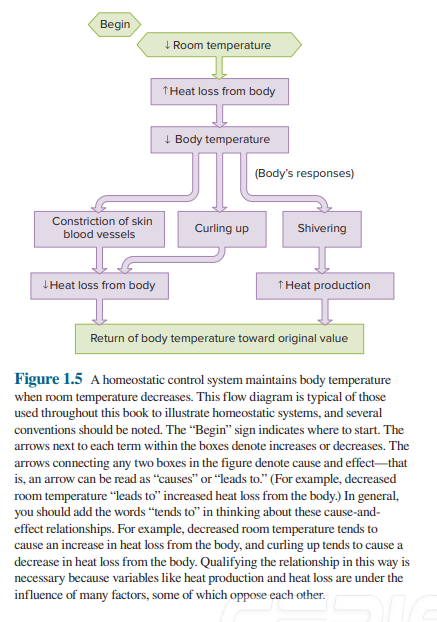 Begin
↓ Room temperature
↑ Heat loss from body
↓ Body temperature
(Body's responses)
Constriction of skin
blood vessels
Curling up
Shivering
↓ Heat loss from body
↑ Heat production
Return of body temperature toward original value
Figure 1.5 A homeostatic control system maintains body temperature
when room temperature decreases. This flow diagram is typical of those
used throughout this book to illustrate homeostatic systems, and several
conventions should be noted. The “Begin” sign indicates where to start. The
arrows next to each term within the boxes denote increases or decreases. The
arrows connecting any two boxes in the figure denote cause and effect—that
is, an arrow can be read as “causes” or “leads to.” (For example, decreased
room temperature “leads to” increased heat loss from the body.) In general,
you should add the words “tends to” in thinking about these cause-and-
effect relationships. For example, decreased room temperature tends to
cause an increase in heat loss from the body, and curling up tends to cause a
decrease in heat loss from the body. Qualifying the relationship in this way is
necessary because variables like heat production and heat loss are under the
influence of many factors, some of which oppose each other.